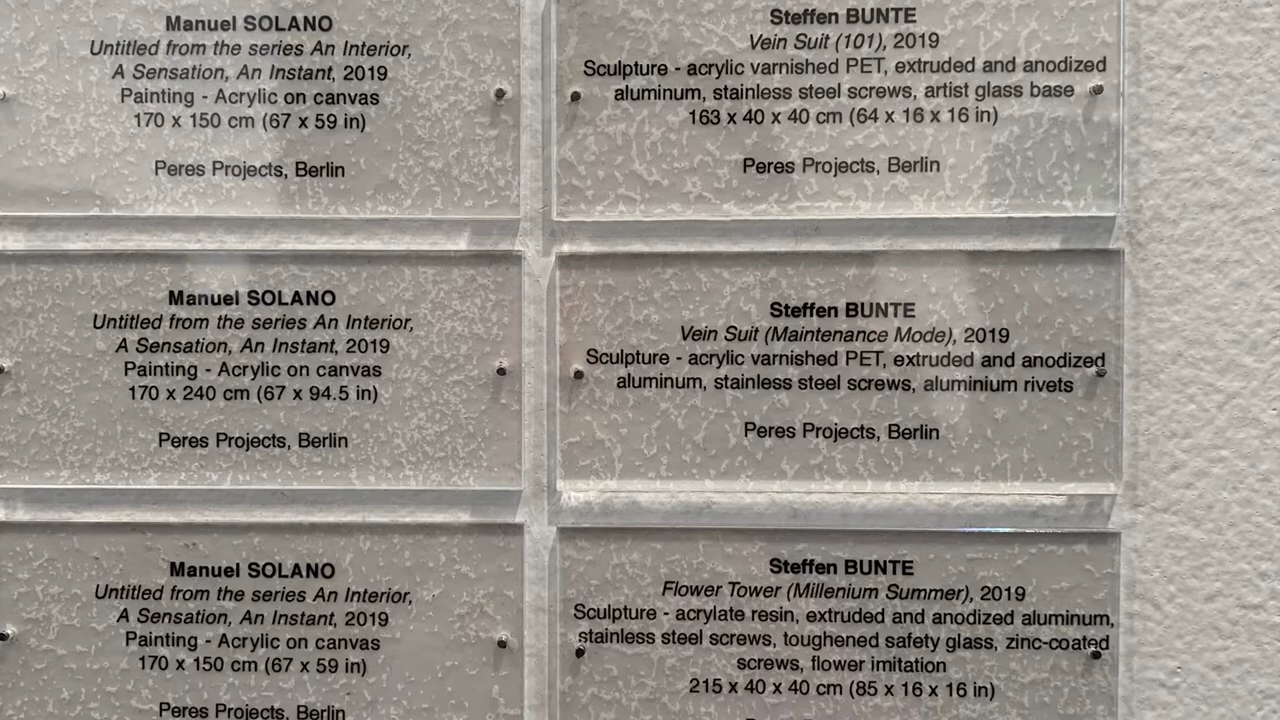 Manuel SOLANO
Untitled from the series An Interior,
A Sensation, An Instant, 2019
Painting - Acrylic on canvas
170 x 150 cm (67 x 59 in)
Peres Projects, Berlin
Steffen BUNTE
Vein Suit (101), 2019
Sculpture - acrylic varnished PET, extruded and anodized
aluminum, stainless steel screws, artist glass base
163 x 40 x 40 cm (64 x 16 x 16 in)
Peres Projects, Berlin
Manuel SOLANO
Untitled from the series An Interior,
A Sensation, An Instant, 2019
Painting - Acrylic on canvas
170 x 240 cm (67 x 94.5 in)
Peres Projects, Berlin
Steffen BUNTE
Vein Suit (Maintenance Mode), 2019
Sculpture - acrylic varnished PET, extruded and anodized
aluminum, stainless steel screws, aluminium rivets
Peres Projects, Berlin
Manuel SOLANO
Untitled from the series An Interior,
A Sensation, An Instant, 2019
Painting - Acrylic on canvas
170 x 150 cm (67 x 59 in)
Peres Projects, Berlin
Steffen BUNTE
Flower Tower (Millenium Summer), 2019
Sculpture - acrylate resin, extruded and anodized aluminum,
stainless steel screws, toughened safety glass, zinc-coated
screws, flower imitation
215 x 40 x 40 cm (85 x 16 x 16 in)